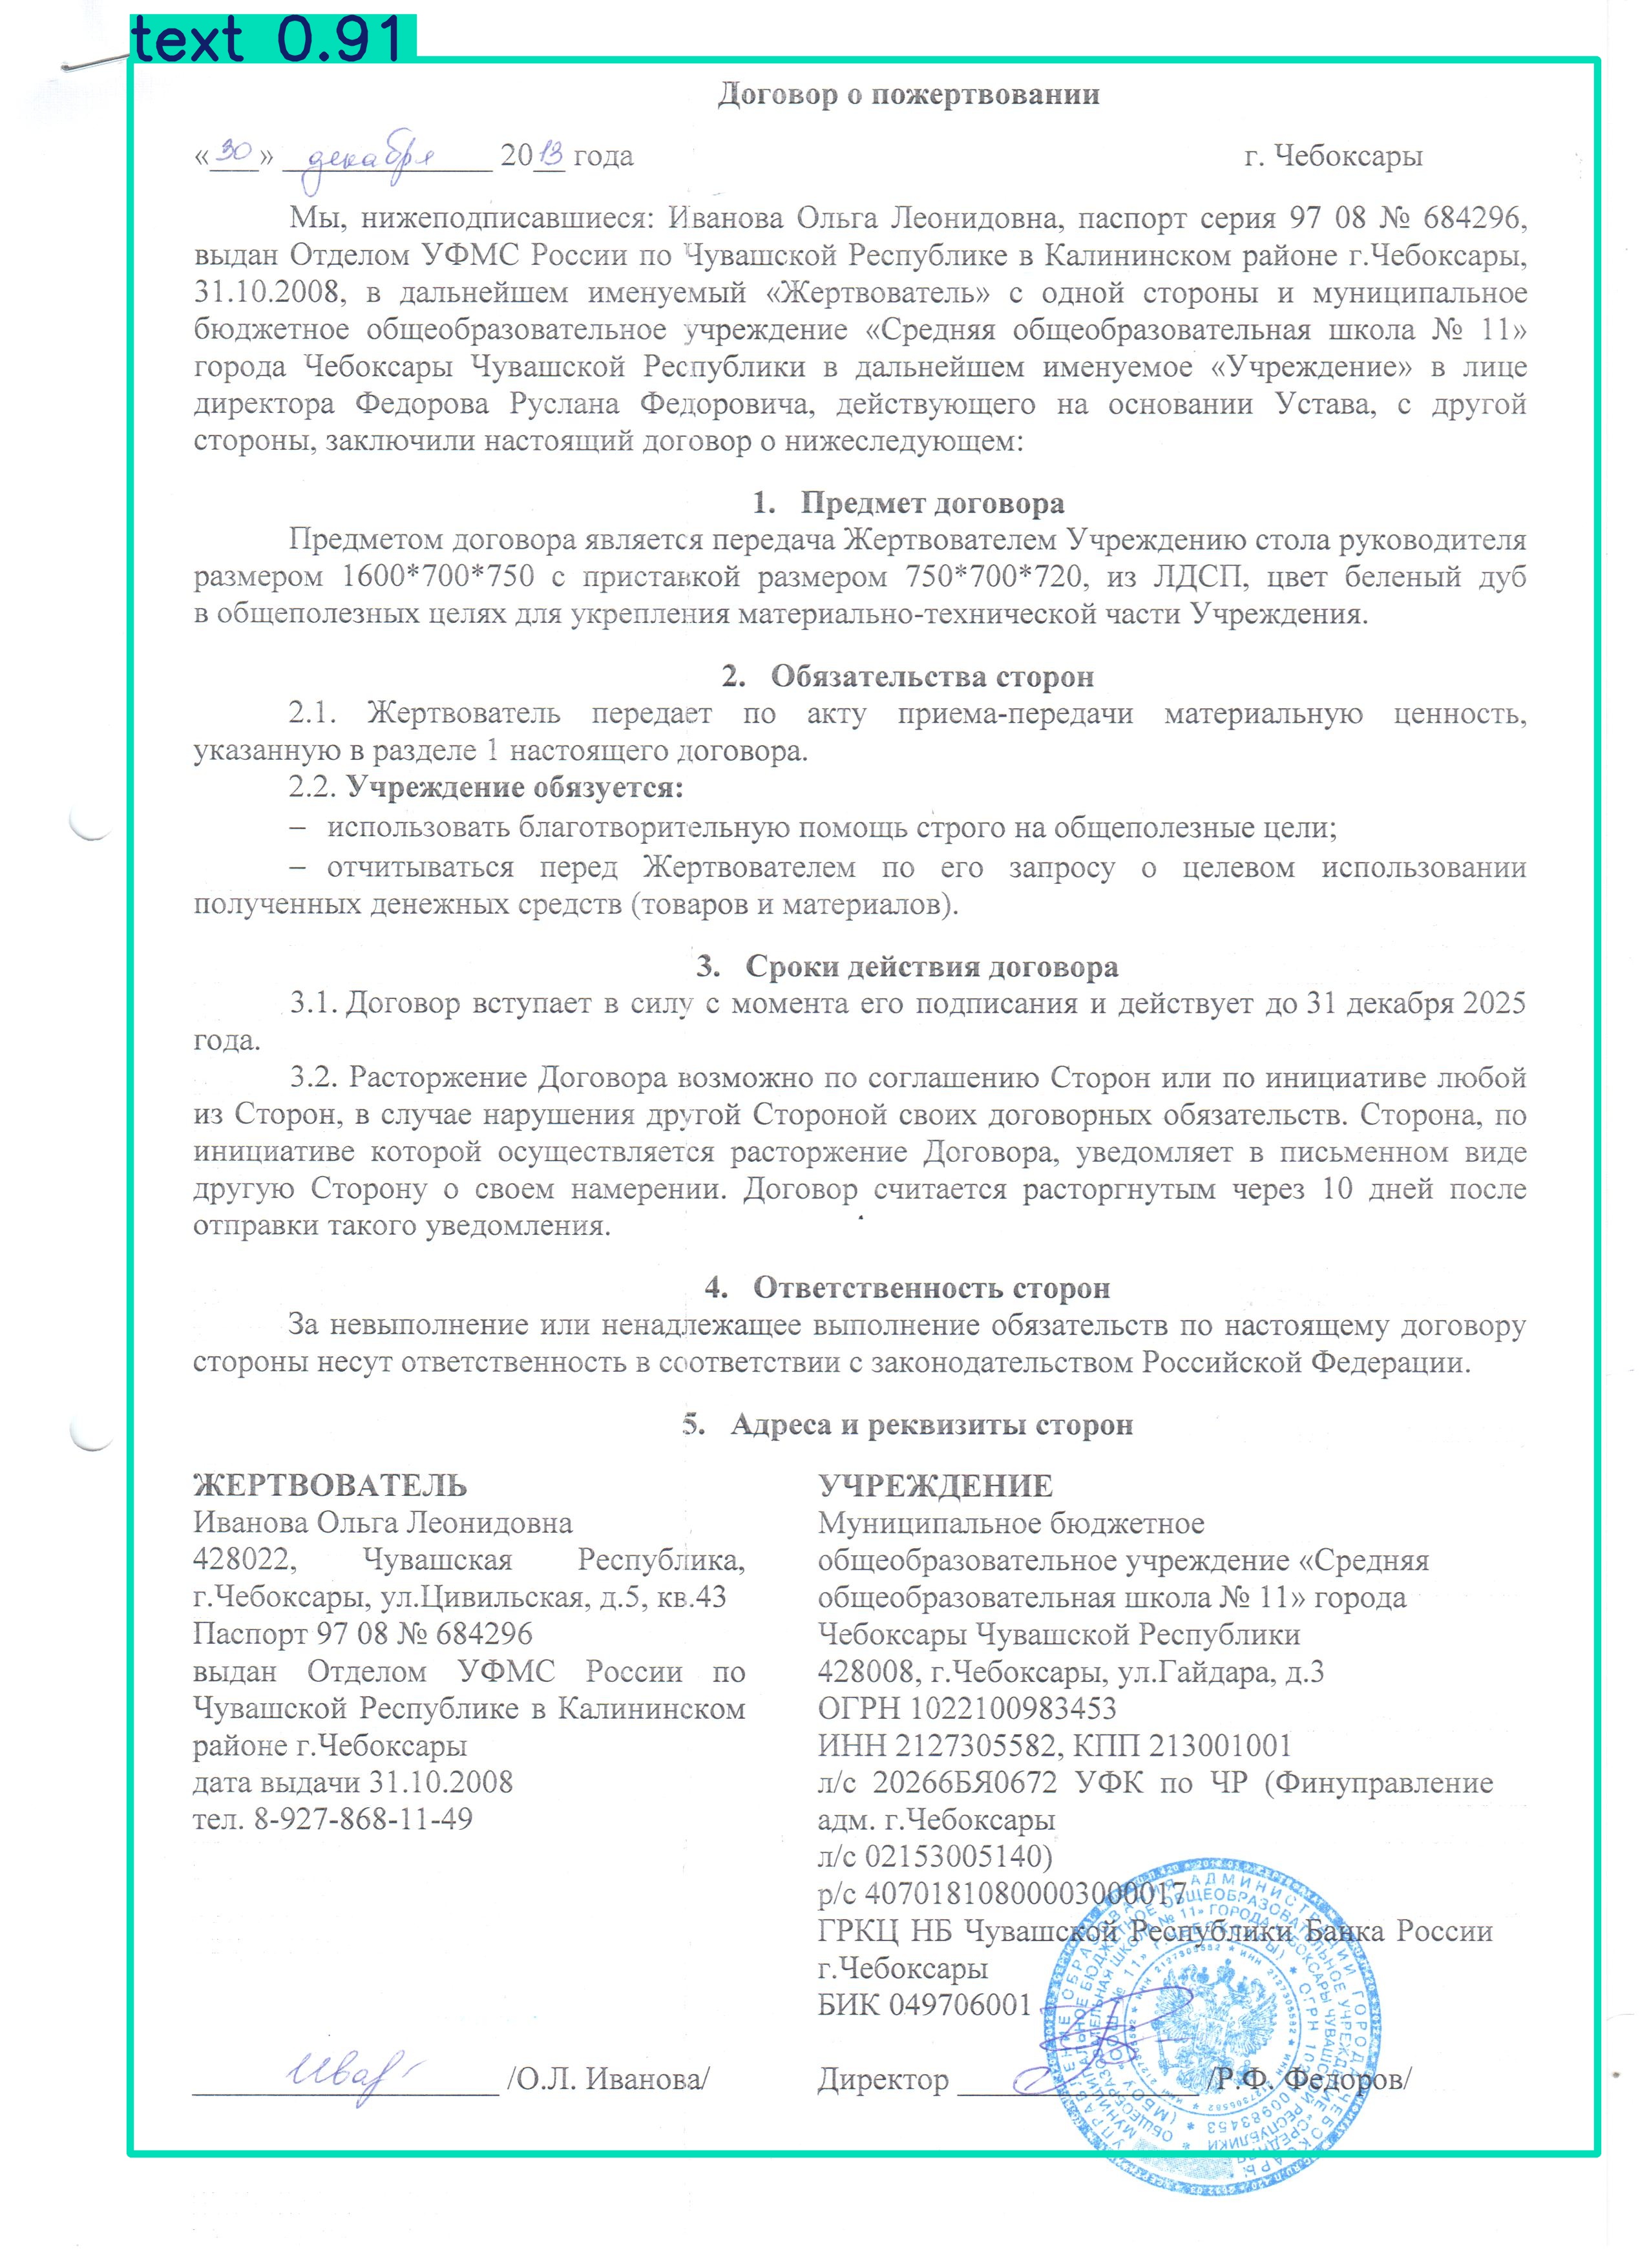 text 0.91
Договор о пожертвовании
«30» декабря 2013 года г. Чебоксары
Мы, нижеподписавшиеся: Иванова Ольга Леонидовна, паспорт серия 97 08 № 684296,
выдан Отделом УФМС России по Чувашской Республике в Калининском районе г.Чебоксары,
31.10.2008, в дальнейшем именуемый «Жертвователь» с одной стороны и муниципальное
бюджетное общеобразовательное учреждение «Средняя общеобразовательная школа № 11»
города Чебоксары Чувашской Республики в дальнейшем именуемое «Учреждение» в лице
директора Федорова Руслана Федоровича, действующего на основании Устава, с другой
стороны, заключили настоящий договор о нижеследующем:
1. Предмет договора
Предметом договора является передача Жертвователем Учреждению стола руководителя
размером 1600*700*750 с приставкой размером 750*700*720, из ЛДСП, цвет беленый дуб
в общеполезных целях для укрепления материально-технической части Учреждения.
2. Обязательства сторон
2.1. Жертвователь передает по акту приема-передачи материальную ценность,
указанную в разделе 1 настоящего договора.
2.2. Учреждение обязуется:
– использовать благотворительную помощь строго на общеполезные цели;
– отчитываться перед Жертвователем по его запросу о целевом использовании
полученных денежных средств (товаров и материалов).
3. Сроки действия договора
3.1. Договор вступает в силу с момента его подписания и действует до 31 декабря 2025
года.
3.2. Расторжение Договора возможно по соглашению Сторон или по инициативе любой
из Сторон, в случае нарушения другой Стороной своих договорных обязательств. Сторона, по
инициативе которой осуществляется расторжение Договора, уведомляет в письменном виде
другую Сторону о своем намерении. Договор считается расторгнутым через 10 дней после
отправки такого уведомления.
4. Ответственность сторон
За невыполнение или ненадлежащее выполнение обязательств по настоящему договору
стороны несут ответственность в соответствии с законодательством Российской Федерации.
5. Адреса и реквизиты сторон
ЖЕРТВОВАТЕЛЬ
Иванова Ольга Леонидовна
428022, Чувашская Республика,
г.Чебоксары, ул.Цивильская, д.5, кв.43
Паспорт 97 08 № 684296
выдан Отделом УФМС России по
Чувашской Республике в Калининском
районе г.Чебоксары
дата выдачи 31.10.2008
тел. 8-927-868-11-49
Ивав /О.Л. Иванова/
УЧРЕЖДЕНИЕ
Муниципальное бюджетное
общеобразовательное учреждение «Средняя
общеобразовательная школа № 11» города
Чебоксары Чувашской Республики
428008, г.Чебоксары, ул.Гайдара, д.3
ОГРН 1022100983453
ИНН 2127305582, КПП 213001001
л/с 20266БЯ0672 УФК по ЧР (Финуправление
адм. г.Чебоксары
л/с 02153005140)
р/с 40701810800003000017
ГРКЦ НБ Чувашской Республики Банка России
г.Чебоксары
БИК 049706001
Директор /Р.Ф. Федоров/